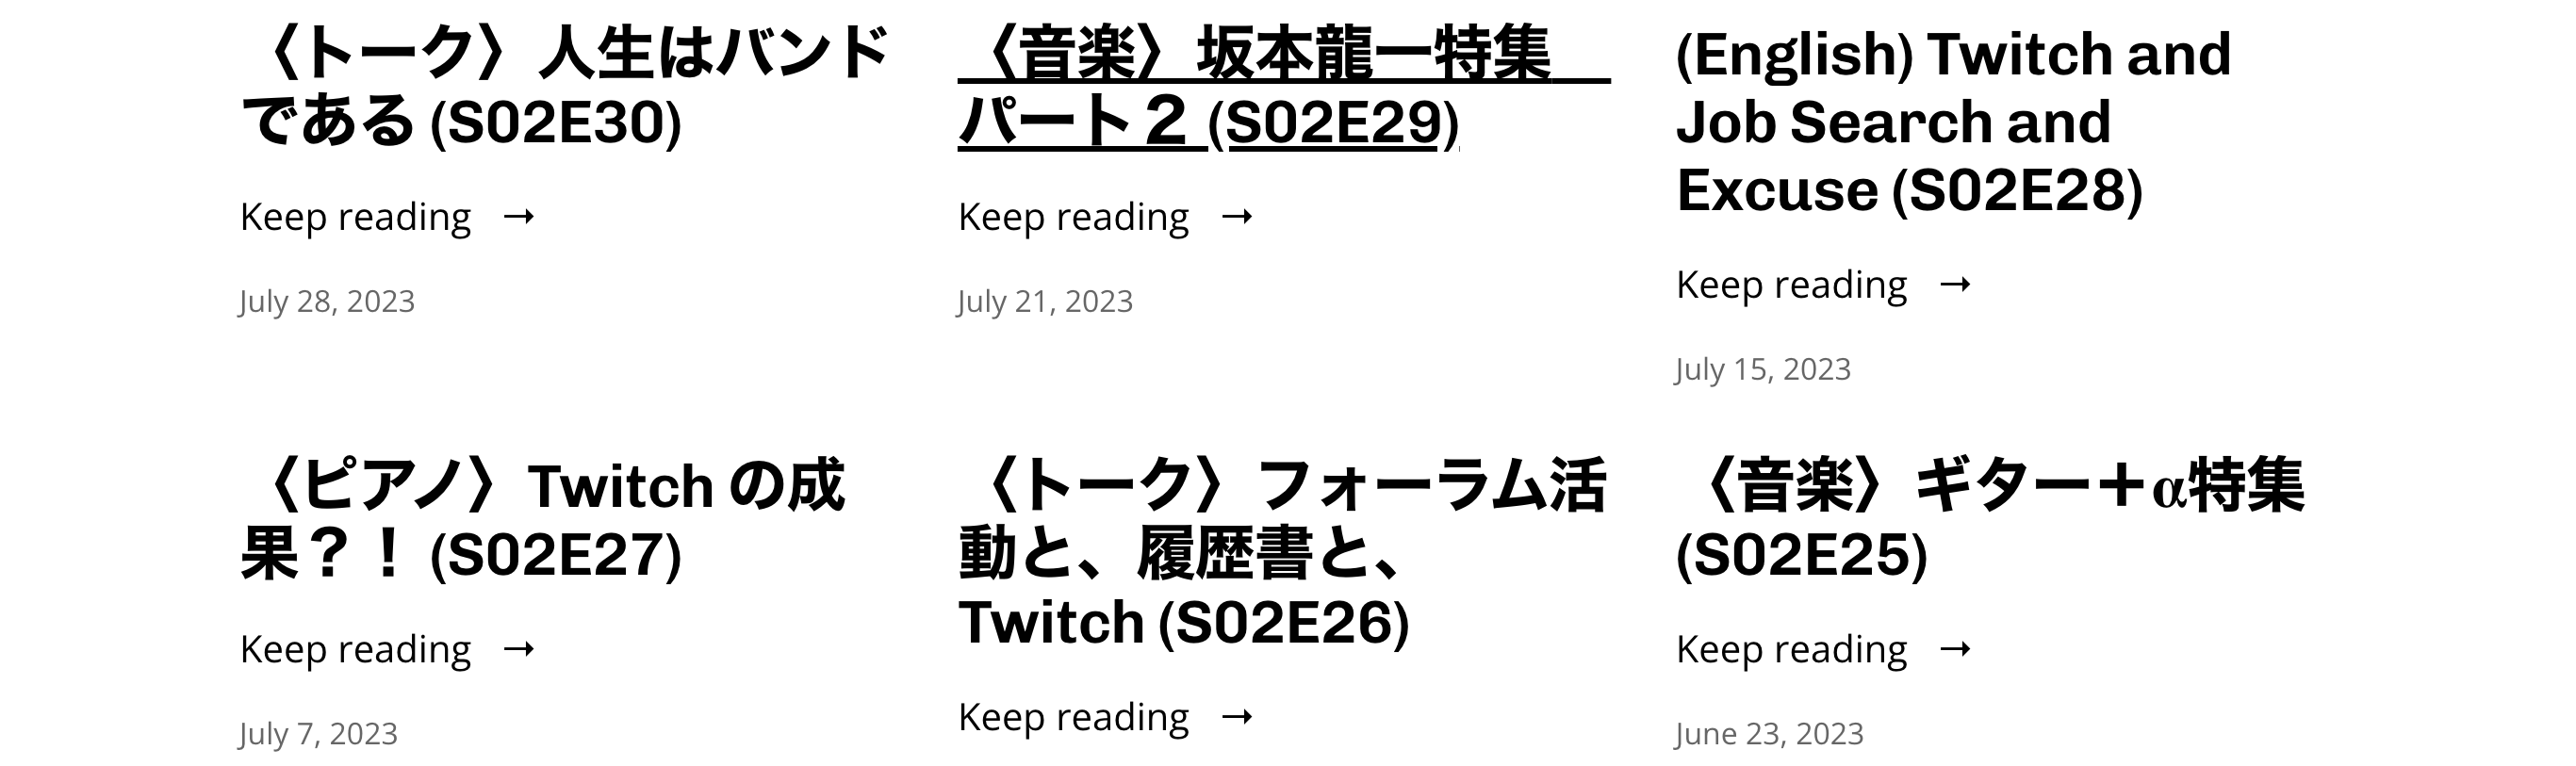 〈トーク〉人生はバンド
である (S02E30)
Keep reading →
July 28, 2023
〈音楽〉坂本龍一特集
パート２ (S02E29)
Keep reading →
July 21, 2023
(English) Twitch and
Job Search and
Excuse (S02E28)
Keep reading →
July 15, 2023
〈ピアノ〉Twitch の成
果？！ (S02E27)
Keep reading →
July 7, 2023
〈トーク〉フォーラム活
動と、履歴書と、
Twitch (S02E26)
Keep reading →
〈音楽〉ギター＋α特集
(S02E25)
Keep reading →
June 23, 2023